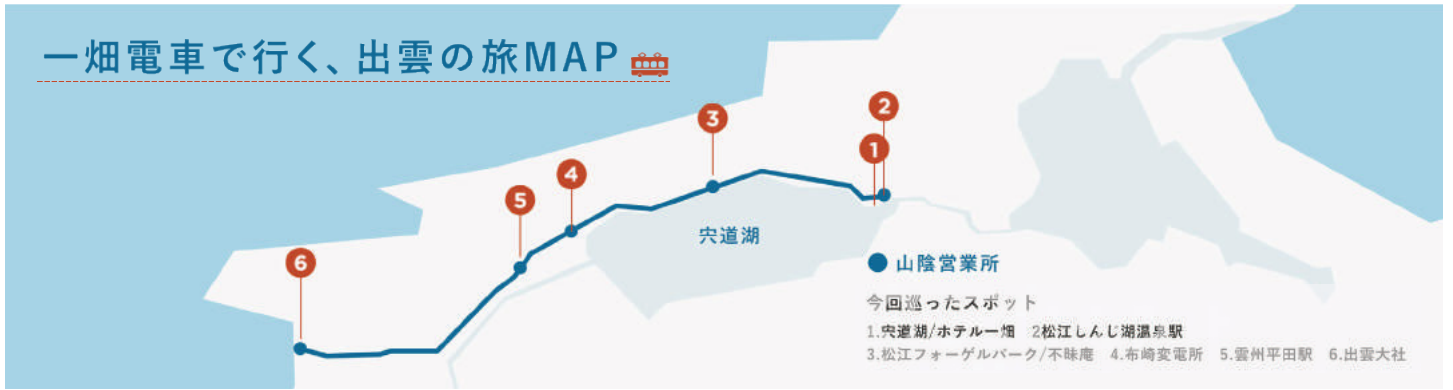 一畑電車で行く、出雲の旅MAP
2
3
1
4
5
宍道湖
6
山陰営業所
今回巡ったスポット
1.宍道湖/ホテル一畑 2松江しんじ湖温泉駅
3.松江フォーゲルパーク/不昧庵 4.布崎変電所 5.雲州平田駅 6.出雲大社